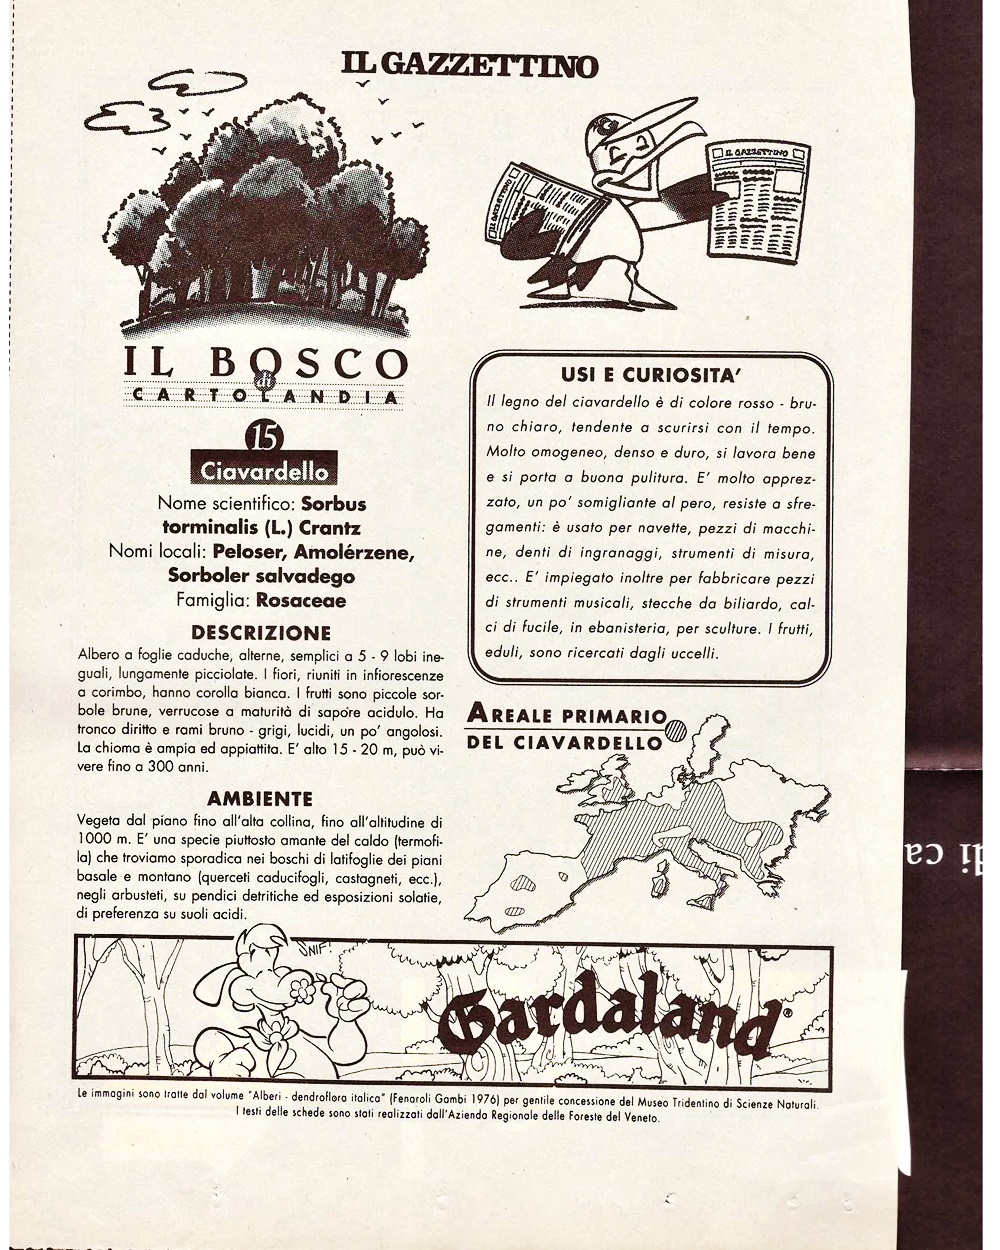 IL GAZZETTINO
IL GAZZETTINO
IL GAZZETTINO
IL BOSCO
di
CARTOLANDIA
15
Ciavardello
Nome scientifico: Sorbus
torminalis (L.) Crantz
Nomi locali: Peloser, Amolérzene,
Sorboler salvadego
Famiglia: Rosaceae
DESCRIZIONE
Albero a foglie caduche, alterne, semplici a 5 - 9 lobi ine-
guali, lungamente picciolate. I fiori, riuniti in infiorescenze
a corimbo, hanno corolla bianca. I frutti sono piccole sor-
bole brune, verrucose a maturità di sapore acidulo. Ha
tronco diritto e rami bruno - grigi, lucidi, un po' angolosi.
La chioma è ampia ed appiattita. E' alto 15 - 20 m, può vi-
vere fino a 300 anni.
AMBIENTE
Vegeta dal piano fino all'alta collina, fino all'altitudine di
1000 m. E' una specie piuttosto amante del caldo (termofi-
la) che troviamo sporadica nei boschi di latifoglie dei piani
basale e montano (querceti caducifogli, castagneti, ecc.),
negli arbusteti, su pendici detritiche ed esposizioni solatie,
di preferenza su suoli acidi.
USI E CURIOSITA'
Il legno del ciavardello è di colore rosso - bru-
no chiaro, tendente a scurirsi con il tempo.
Molto omogeneo, denso e duro, si lavora bene
e si porta a buona pulitura. E' molto apprez-
zato, un po' somigliante al pero, resiste a sfre-
gamenti: è usato per navette, pezzi di macchi-
ne, denti di ingranaggi, strumenti di misura,
ecc.. E' impiegato inoltre per fabbricare pezzi
di strumenti musicali, stecche da biliardo, cal-
ci di fucile, in ebanisteria, per sculture. I frutti,
eduli, sono ricercati dagli uccelli.
AREALE PRIMARIO
DEL CIAVARDELLO
SNIF!
Gardaland®
Le immagini sono tratte dal volume "Alberi - dendroflora italica" (Fenaroli Gambi 1976) per gentile concessione del Museo Tridentino di Scienze Naturali.
I testi delle schede sono stati realizzati dall'Azienda Regionale delle Foreste del Veneto.
di ca